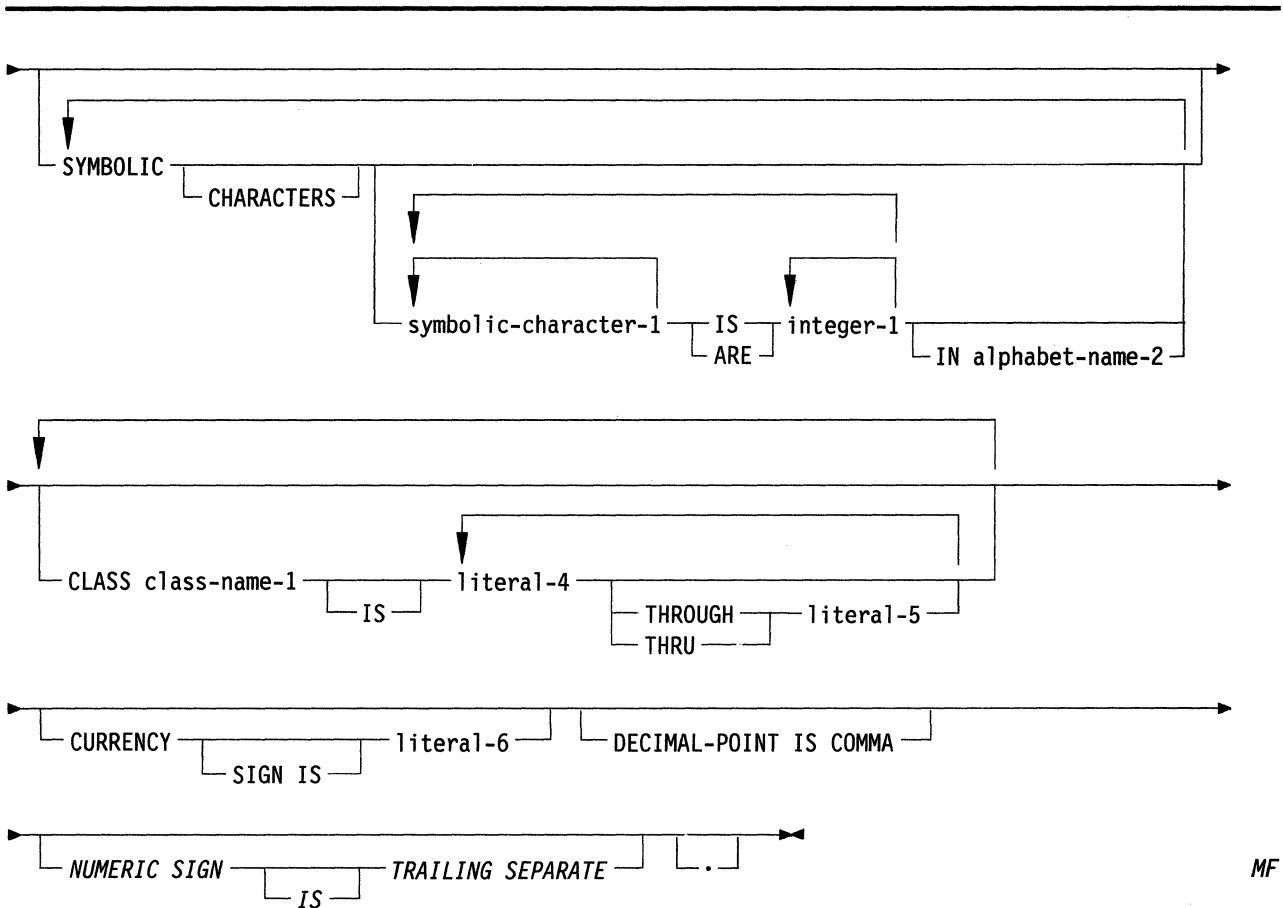 SYMBOLIC
CHARACTERS
symbolic-character-1 IS integer-1
ARE IN alphabet-name-2
CLASS class-name-1 literal-4
IS THROUGH literal-5
THRU
CURRENCY literal-6 DECIMAL-POINT IS COMMA
SIGN IS
NUMERIC SIGN TRAILING SEPARATE . MF
IS